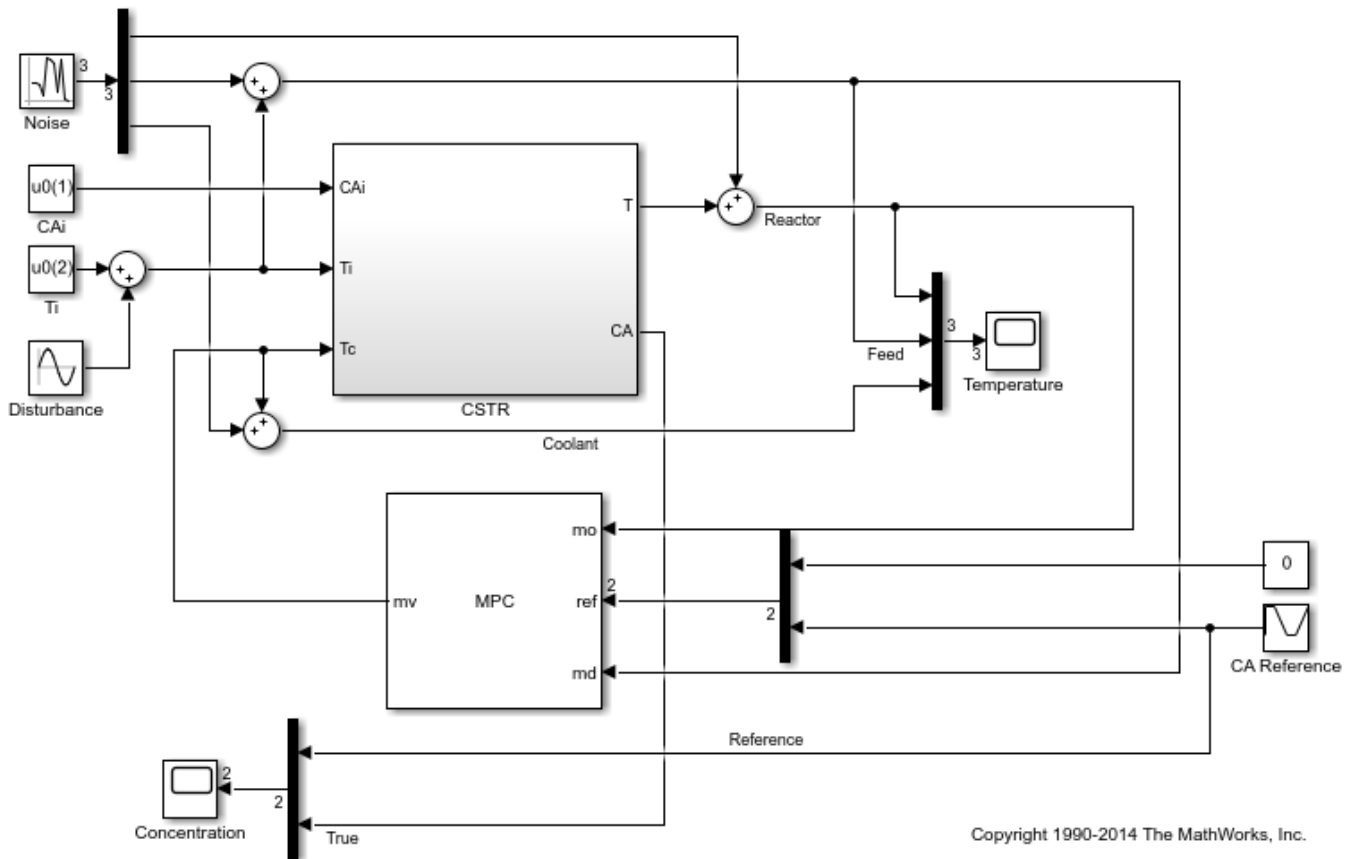 3
3
Noise
u0(1)
CAi
u0(2)
Ti
Disturbance
CAi
Ti
Tc
T
CA
CSTR
Reactor
Feed
3
3
Temperature
Coolant
mo
ref
md
mv
MPC
2
2
0
CA Reference
Reference
2
2
Concentration
True
Copyright 1990-2014 The MathWorks, Inc.